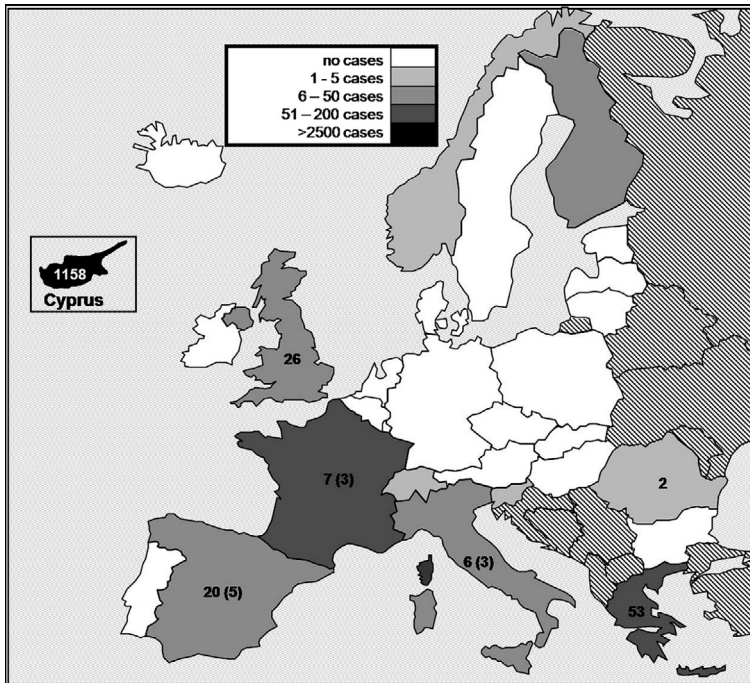 no cases
1 - 5 cases
6 – 50 cases
51 – 200 cases
>2500 cases
1158
Cyprus
26
7 (3)
2
6 (3)
20 (5)
53